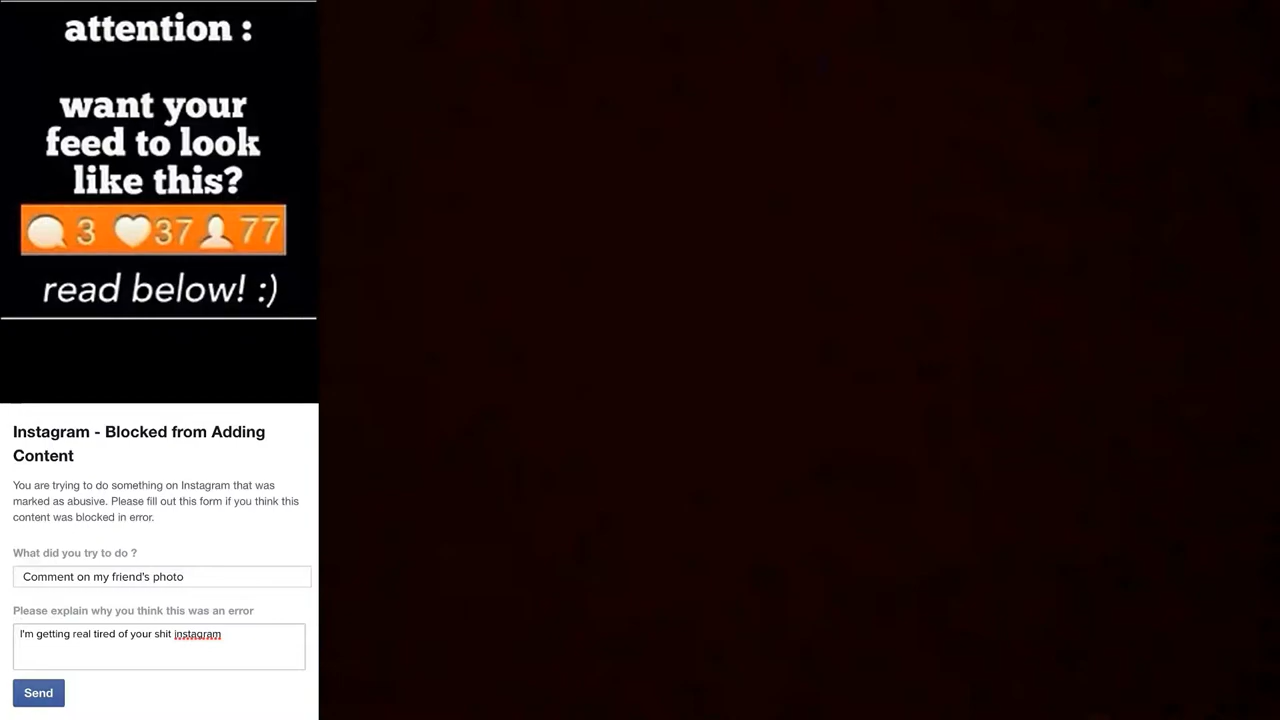 attention :
want your
feed to look
like this?
3 37 77
read below! :)
Instagram - Blocked from Adding
Content
You are trying to do something on Instagram that was
marked as abusive. Please fill out this form if you think this
content was blocked in error.
What did you try to do ?
Comment on my friend's photo
Please explain why you think this was an error
I'm getting real tired of your shit instagram
Send